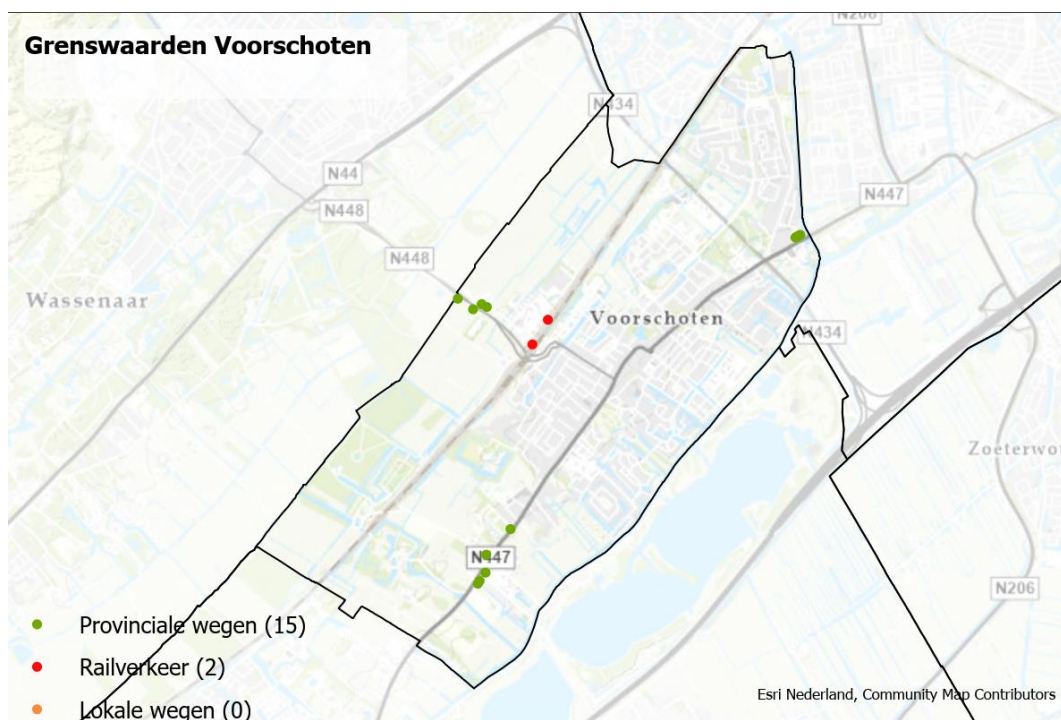 Grenswaarden Voorschoten
N206
N434
N44
N447
N448
N448
Wassenaar
Voorschoten
N434
Zoeterwou
N447
N206
Provinciale wegen (15)
Railverkeer (2)
Lokale wegen (0)
Esri Nederland, Community Map Contributors